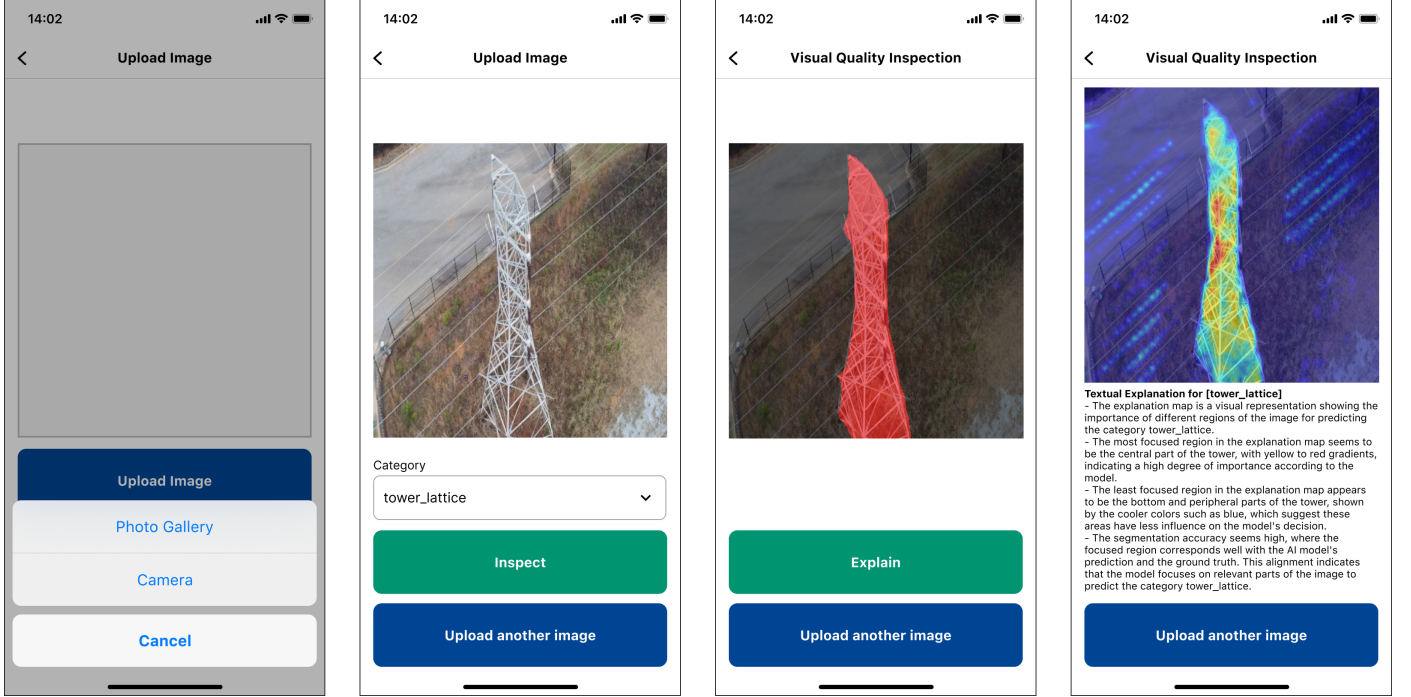 14:02
Upload Image
Upload Image
Photo Gallery
Camera
Cancel
14:02
Upload Image
Category
tower_lattice
Inspect
Upload another image
14:02
Visual Quality Inspection
Explain
Upload another image
14:02
Visual Quality Inspection
Textual Explanation for [tower_lattice]
- The explanation map is a visual representation showing the
importance of different regions of the image for predicting
the category tower_lattice.
- The most focused region in the explanation map seems to
be the central part of the tower, with yellow to red gradients,
indicating a high degree of importance according to the
model.
- The least focused region in the explanation map appears
to be the bottom and peripheral parts of the tower, shown
by the cooler colors such as blue, which suggest these
areas have less influence on the model's decision.
- The segmentation accuracy seems high, where the
focused region corresponds well with the AI model's
prediction and the ground truth. This alignment indicates
that the model focuses on relevant parts of the image to
predict the category tower_lattice.
Upload another image